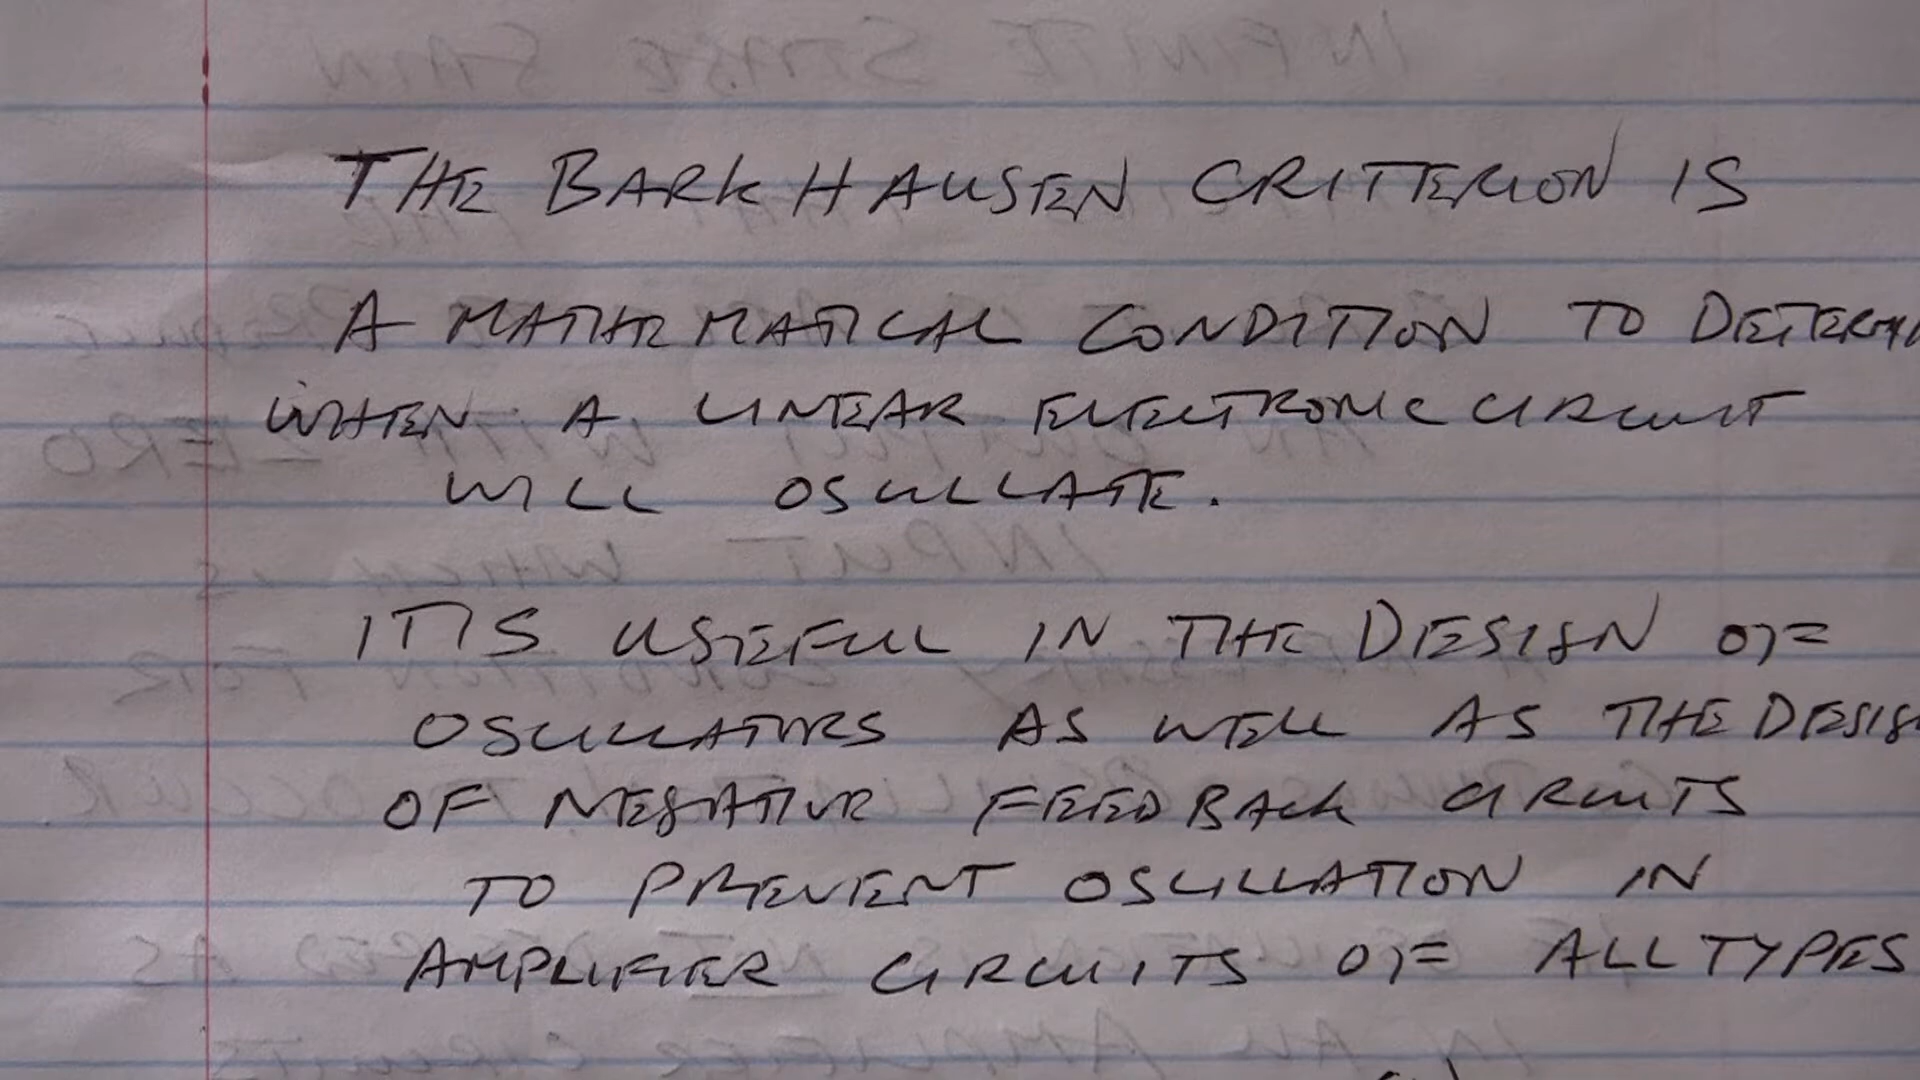 THE BARKHAUSEN CRITERION IS
A MATHEMATICAL CONDITION TO DETERM
WHEN A LINEAR ELECTRONIC CIRCUIT
WILL OSCILLATE.
IT IS USEFUL IN THE DESIGN OF
OSCILLATORS AS WELL AS THE DESIG
OF NEGATIVE FEEDBACK CIRCUITS
TO PREVENT OSCILLATION IN
AMPLIFIER CIRCUITS OF ALL TYPES